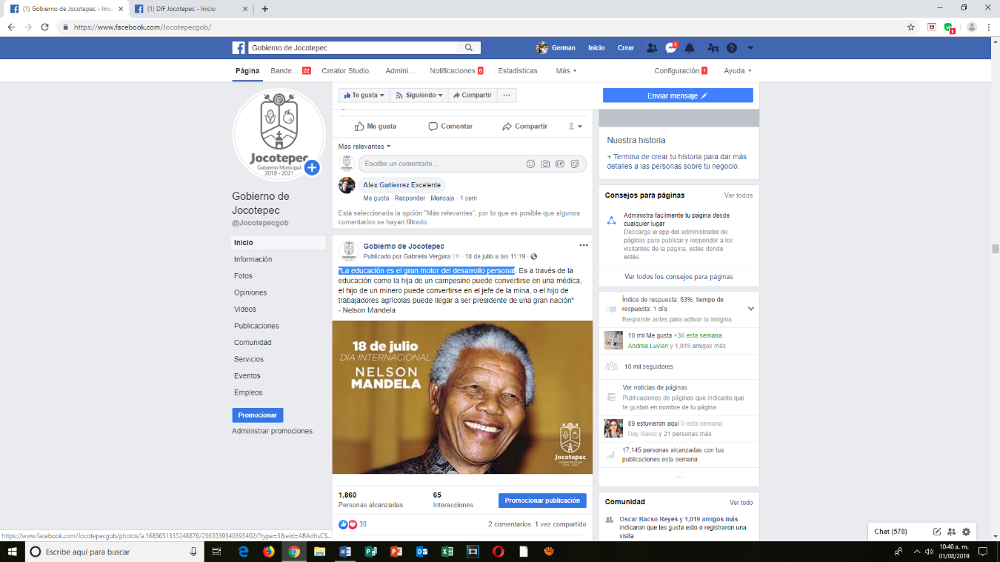 (1) Gobierno de Jocotepec - Inic
(1) DIF Jocotepec - Inicio
https://www.facebook.com/Jocotepecgob/
Gobierno de Jocotepec
German
Inicio
Crear
1
Página
Bande... 22
Creator Studio
Admini...
Notificaciones 6
Estadísticas
Más
Configuración 1
Ayuda
Te gusta
Siguiendo
Compartir
Enviar mensaje
Jocotepec
Gobierno Municipal
2018 - 2021
Gobierno de
Jocotepec
@Jocotepecgob
Inicio
Información
Fotos
Opiniones
Videos
Publicaciones
Comunidad
Servicios
Eventos
Empleos
Promocionar
Administrar promociones
Me gusta
Comentar
Compartir
Más relevantes
Escribe un comentario...
GIF
Alex Gutierrez Excelente
Me gusta · Responder · Mensaje · 1 sem
Está seleccionada la opción "Más relevantes", por lo que es posible que algunos
comentarios se hayan filtrado.
Gobierno de Jocotepec
Publicado por Gabriela Vergara [?] · 18 de julio a las 11:19 ·
"La educación es el gran motor del desarrollo personal. Es a través de la
educación como la hija de un campesino puede convertirse en una médica,
el hijo de un minero puede convertirse en el jefe de la mina, o el hijo de
trabajadores agrícolas puede llegar a ser presidente de una gran nación"
- Nelson Mandela
18 de julio
DÍA INTERNACIONAL
NELSON
MANDELA
Jocotepec
Gobierno Municipal
2018 - 2021
1,860
Personas alcanzadas
65
Interacciones
Promocionar publicación
30
2 comentarios 1 vez compartido
Nuestra historia
+ Termina de crear tu historia para dar más
detalles a las personas sobre tu negocio.
Consejos para páginas
Ver todos
Administra fácilmente tu página desde
cualquier lugar
Descarga la app del administrador de
páginas para publicar y responder a los
visitantes de la página, estés donde
estés.
Ver todos los consejos para páginas
Índice de respuesta: 63%; tiempo de
respuesta: 1 día
Responde antes para activar la insignia
10 mil Me gusta +36 esta semana
Andrea Luvian y 1,015 amigos más
10 mil seguidores
Ver noticias de páginas
Publicaciones de páginas que indicaste que
te gustan en nombre de tu página
89 estuvieron aquí 0 esta semana
Day Barez y 21 personas más
17,145 personas alcanzadas con tus
publicaciones esta semana
Comunidad
Ver todo
Oscar Racso Reyes y 1,019 amigos más
indicaron que les gusta esto o registraron una
visita
Chat (578)
https://www.facebook.com/Jocotepecgob/photos/a.1683651335248876/2365539340393402/?type=3&eid=ARAdhsC3...
Escribe aquí para buscar
10:40 a. m.
01/08/2019